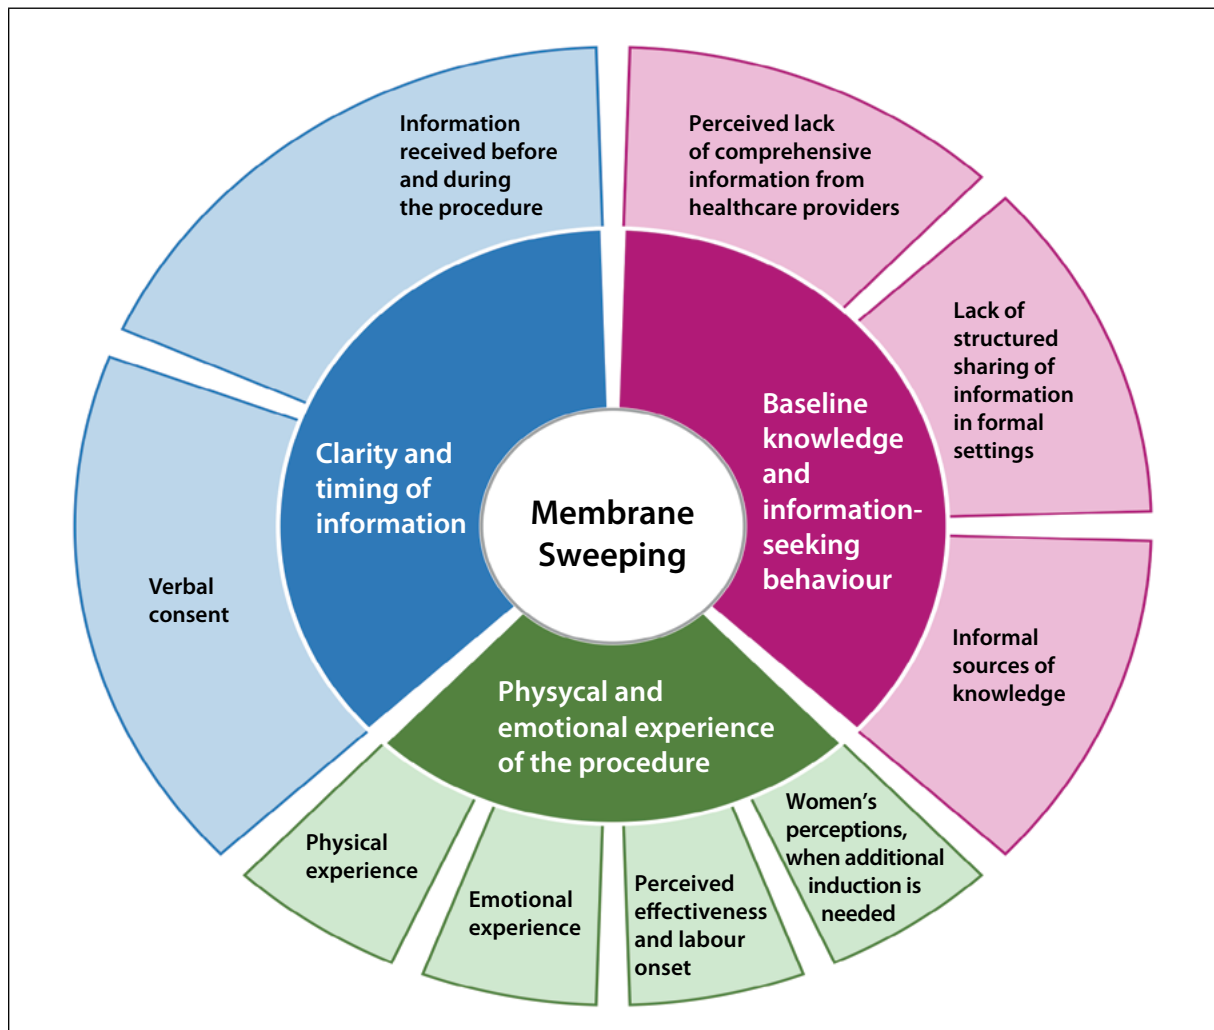 Membrane
Sweeping
Clarity and
timing of
information
Information
received before
and during
the procedure
Verbal
consent
Baseline
knowledge
and
information-
seeking
behaviour
Perceived lack
of comprehensive
information from
healthcare providers
Lack of
structured
sharing of
information
in formal
settings
Informal
sources of
knowledge
Physycal and
emotional experience
of the procedure
Physical
experience
Emotional
experience
Perceived
effectiveness
and labour
onset
Women’s
perceptions,
when additional
induction is
needed